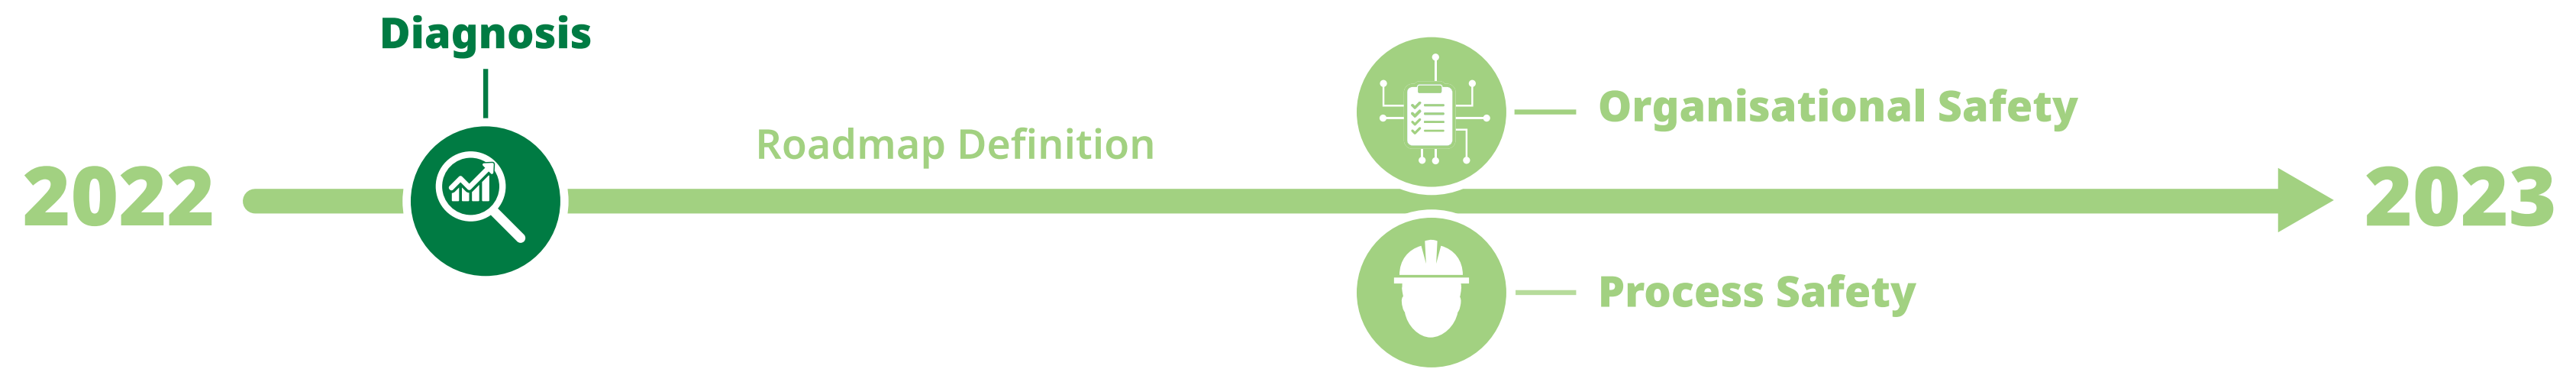 Diagnosis
2022
Roadmap Definition
Organisational Safety
Process Safety
2023